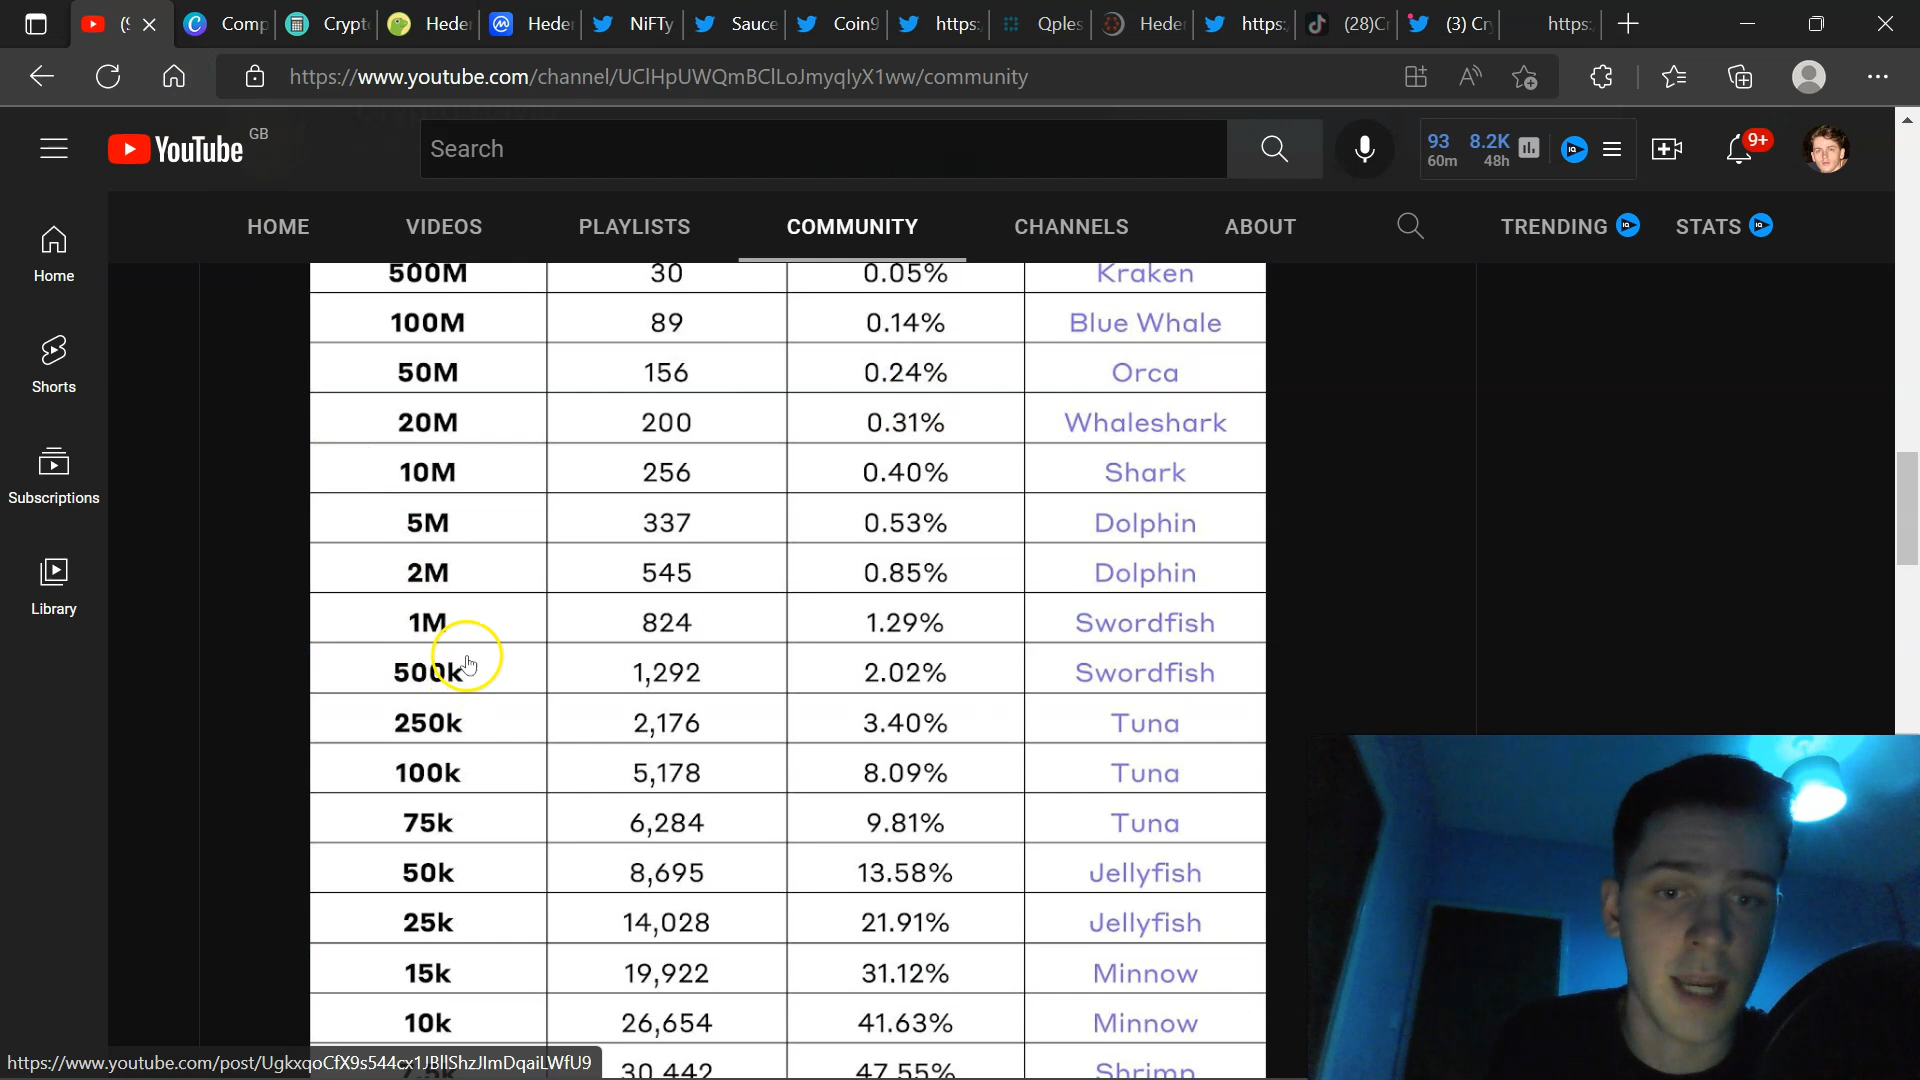 (
Comp
Crypt
Heder
Heder
NiFTy
Sauce
Coin9
https:
Qples
Heder
https:
(28)Cr
(3) Cr
https:
https://www.youtube.com/channel/UClHpUWQmBClLoJmyqlyX1ww/community
YouTube GB
Search
93 8.2K
60m 48h
9+
HOME VIDEOS PLAYLISTS COMMUNITY CHANNELS ABOUT TRENDING STATS
Home
Shorts
Subscriptions
Library
500M 30 0.05% Kraken
100M 89 0.14% Blue Whale
50M 156 0.24% Orca
20M 200 0.31% Whaleshark
10M 256 0.40% Shark
5M 337 0.53% Dolphin
2M 545 0.85% Dolphin
1M 824 1.29% Swordfish
500k 1,292 2.02% Swordfish
250k 2,176 3.40% Tuna
100k 5,178 8.09% Tuna
75k 6,284 9.81% Tuna
50k 8,695 13.58% Jellyfish
25k 14,028 21.91% Jellyfish
15k 19,922 31.12% Minnow
10k 26,654 41.63% Minnow
30,442 47.55% Shrimp
https://www.youtube.com/post/UgkxqoCfX9s544cx1JBllShzJlmDqaiLWfU9